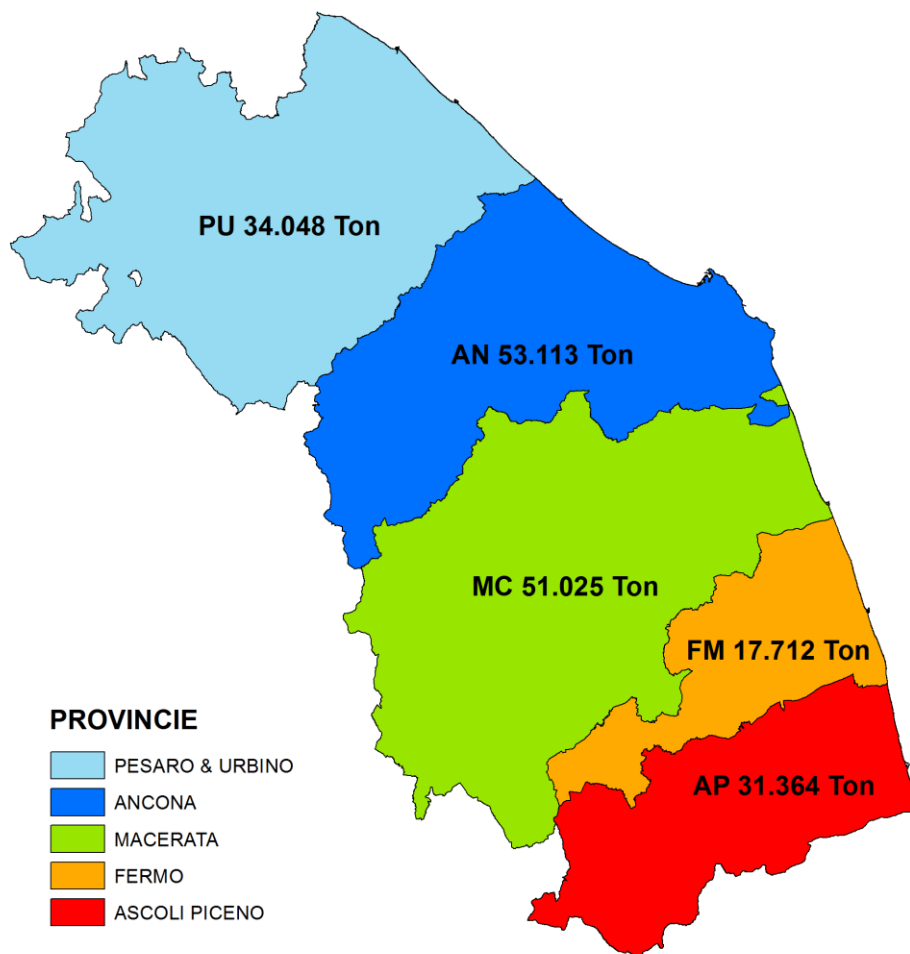 PU 34.048 Ton
AN 53.113 Ton
MC 51.025 Ton
FM 17.712 Ton
AP 31.364 Ton
PROVINCIE
PESARO & URBINO
ANCONA
MACERATA
FERMO
ASCOLI PICENO